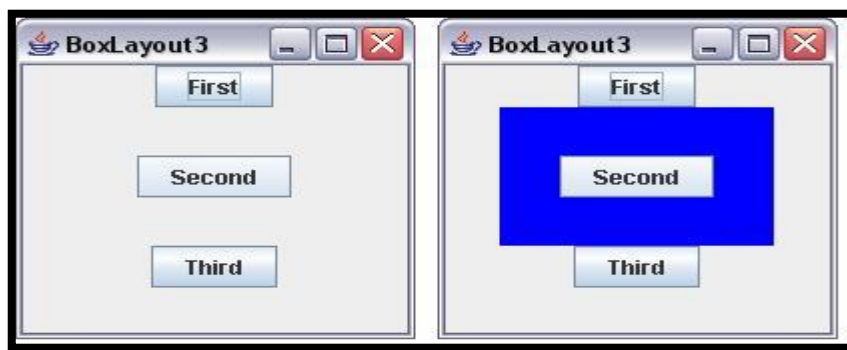 BoxLayout3
First
Second
Third
BoxLayout3
First
Second
Third